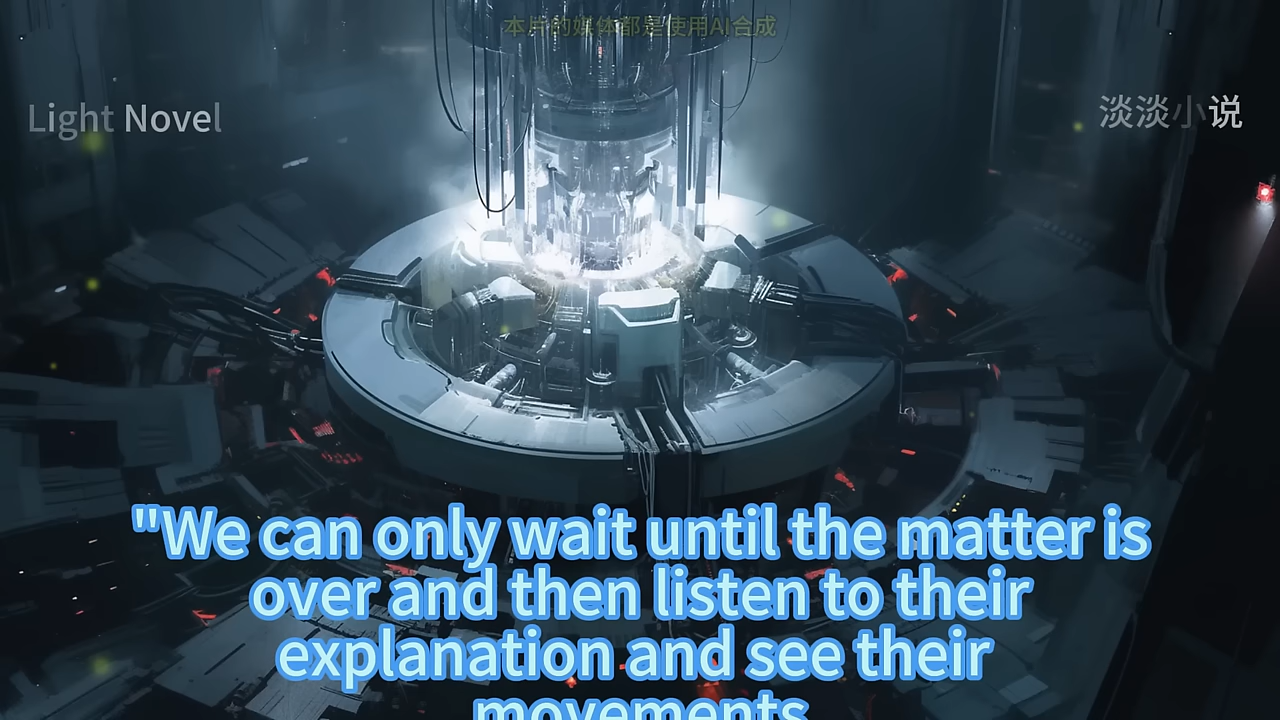 本片的媒体都是使用AI合成
Light Novel
淡淡小说
"We can only wait until the matter is
over and then listen to their
explanation and see their
movements